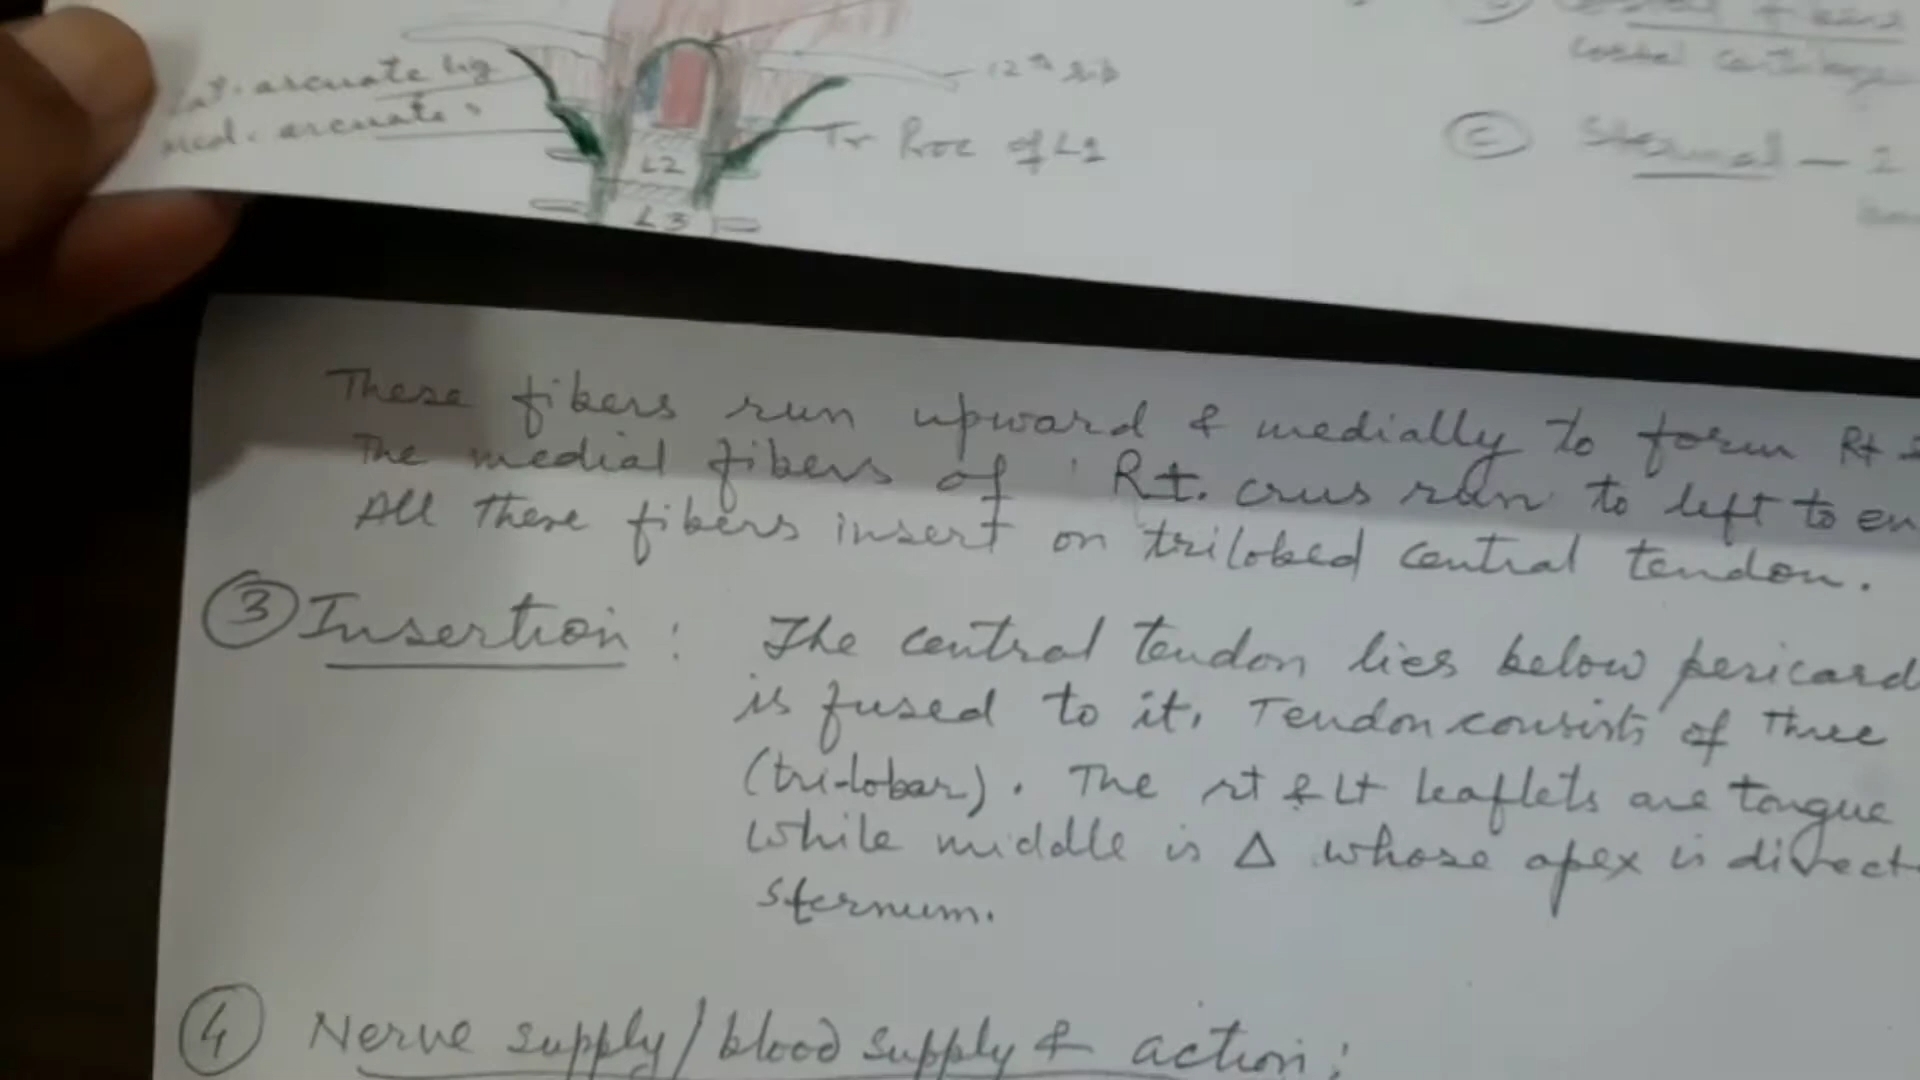 arcuate lig
Med. arcuate "
12th rib
Tr Proc of L1
L2
L3
costal cartilages
C Sternal - 2
These fibers run upward & medially to form Rt &
The medial fibers of Rt. crus run to left to en
All these fibers insert on trilobed central tendon.
3 Insertion : The central tendon lies below pericard
is fused to it. Tendon consists of three
(tri-lobar). The rt & Lt leaflets are tongue
while middle is Δ whose apex is direct
sternum.
4 Nerve supply/blood supply & action: